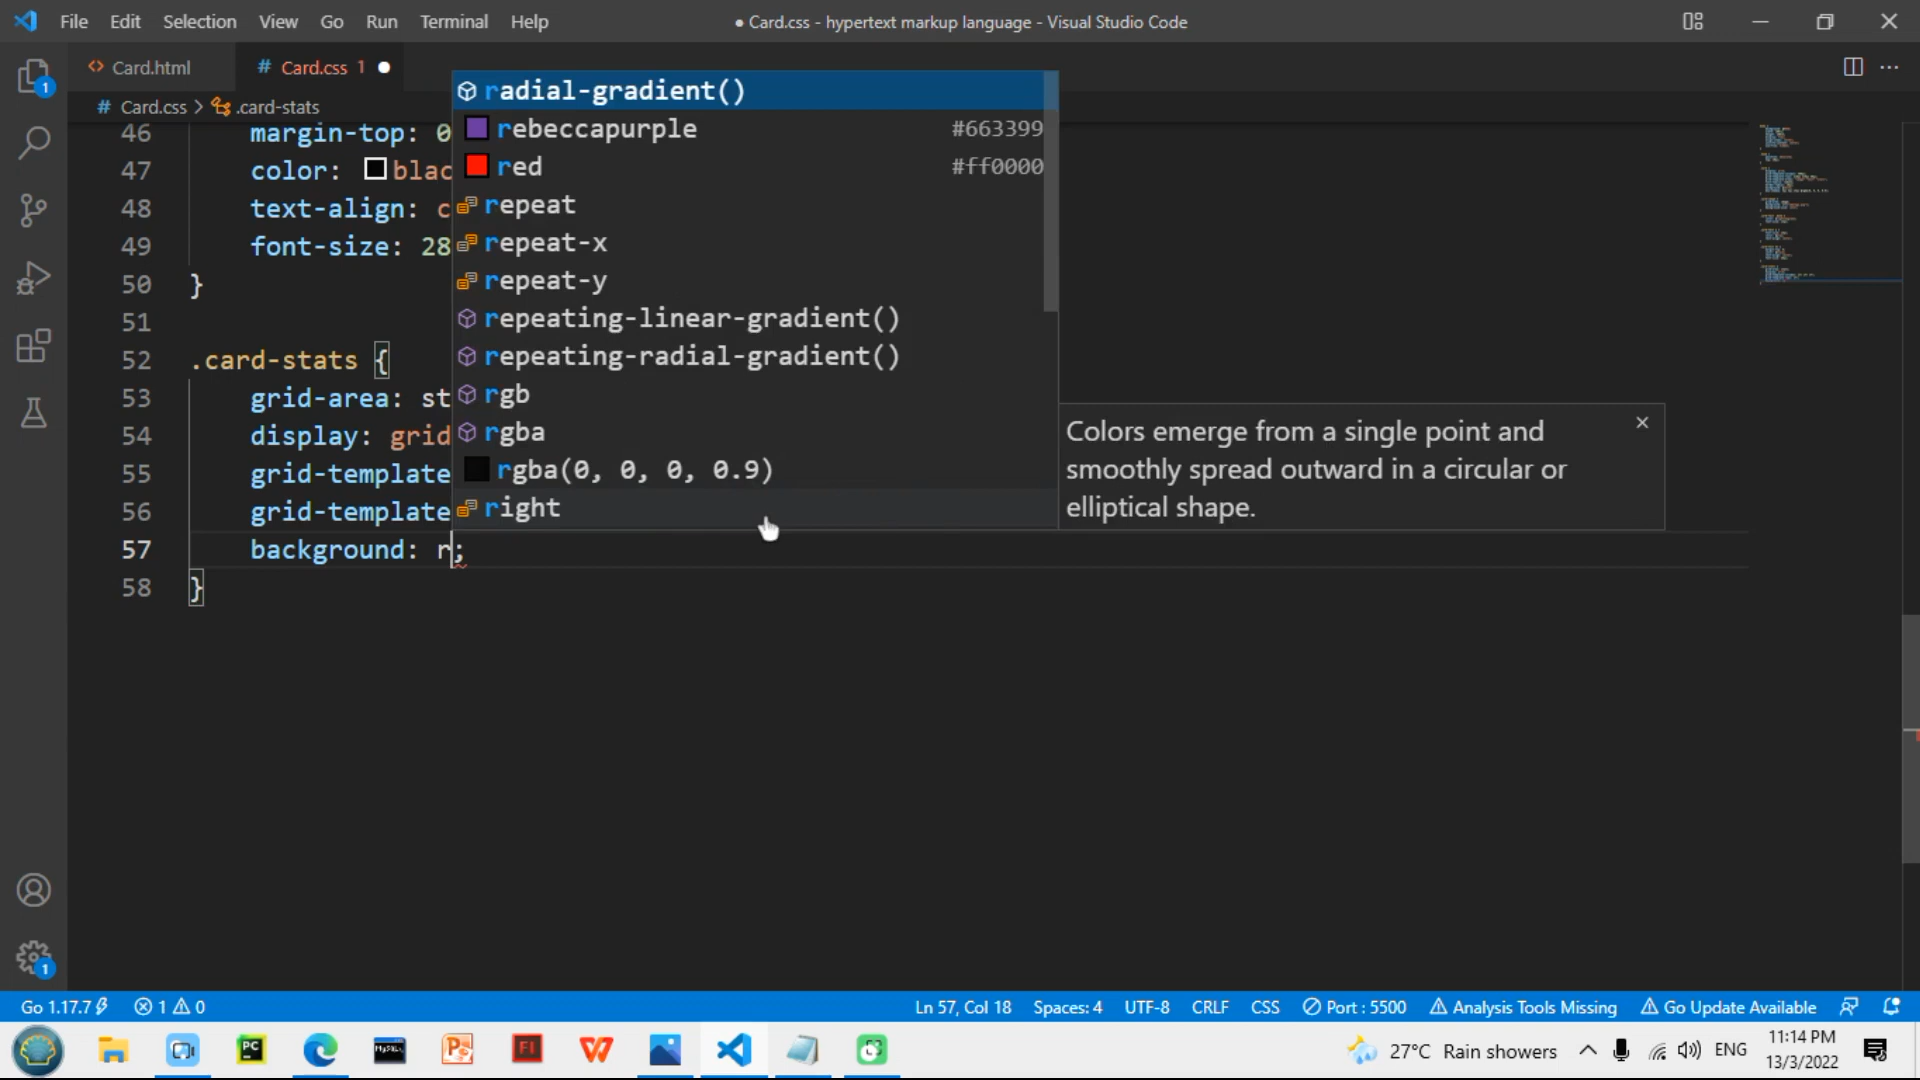 File Edit Selection View Go Run Terminal Help
● Card.css - hypertext markup language - Visual Studio Code
Card.html
# Card.css 1 ●
# Card.css > .card-stats
46 margin-top: 0
47 color: blac
48 text-align: c
49 font-size: 28
50 }
51
52 .card-stats {
53 grid-area: st
54 display: grid
55 grid-template
56 grid-template
57 background: r;
58 }
radial-gradient()
rebeccapurple #663399
red #ff0000
repeat
repeat-x
repeat-y
repeating-linear-gradient()
repeating-radial-gradient()
rgb
rgba
rgba(0, 0, 0, 0.9)
right
Colors emerge from a single point and
smoothly spread outward in a circular or
elliptical shape.
1
1
Go 1.17.7 1 0 Ln 57, Col 18 Spaces: 4 UTF-8 CRLF CSS Port : 5500 Analysis Tools Missing Go Update Available
PC
MySQL
P
Fl
W
27°C Rain showers
ENG
11:14 PM
13/3/2022